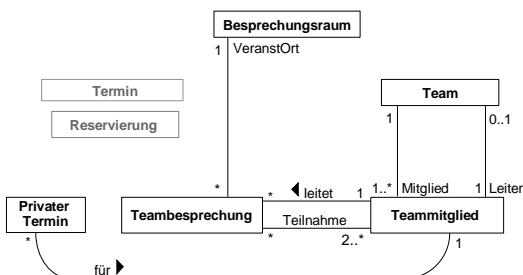 Besprechungsraum
1 VeranstOrt
Termin
Team
Reservierung
1 0..1
* * leitet 1 1..* Mitglied 1 Leiter
Privater
Termin
Teambesprechung
Teilnahme
Teammitglied
* * 2..* 1
für